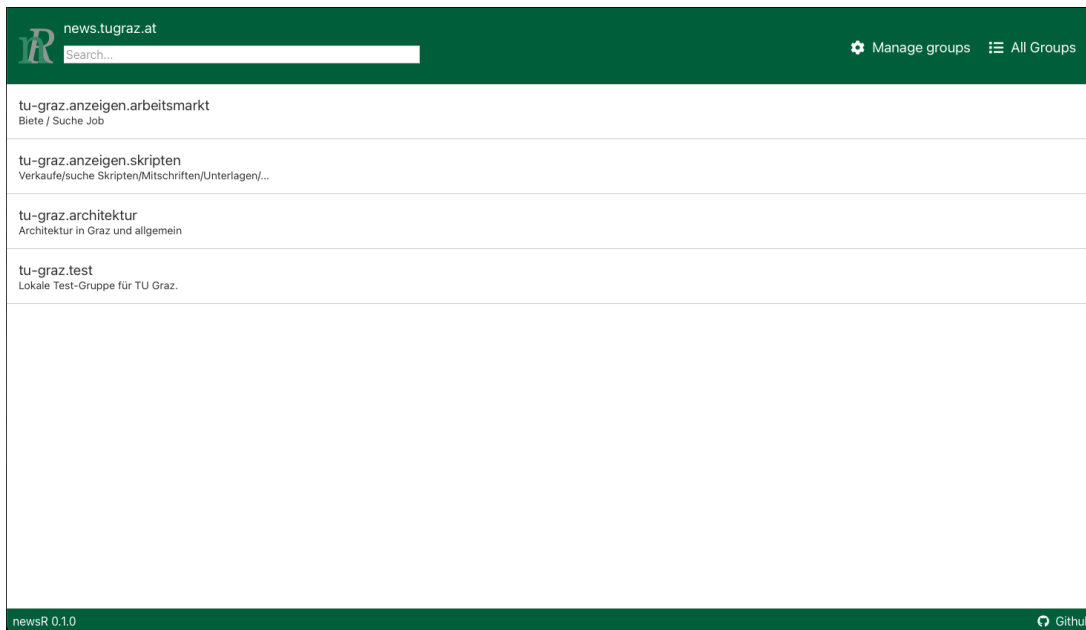 nR
news.tugraz.at
Search...
Manage groups
All Groups
tu-graz.anzeigen.arbeitsmarkt
Biete / Suche Job
tu-graz.anzeigen.skripten
Verkaufe/suche Skripten/Mitschriften/Unterlagen/...
tu-graz.architektur
Architektur in Graz und allgemein
tu-graz.test
Lokale Test-Gruppe für TU Graz.
newsR 0.1.0
Githu